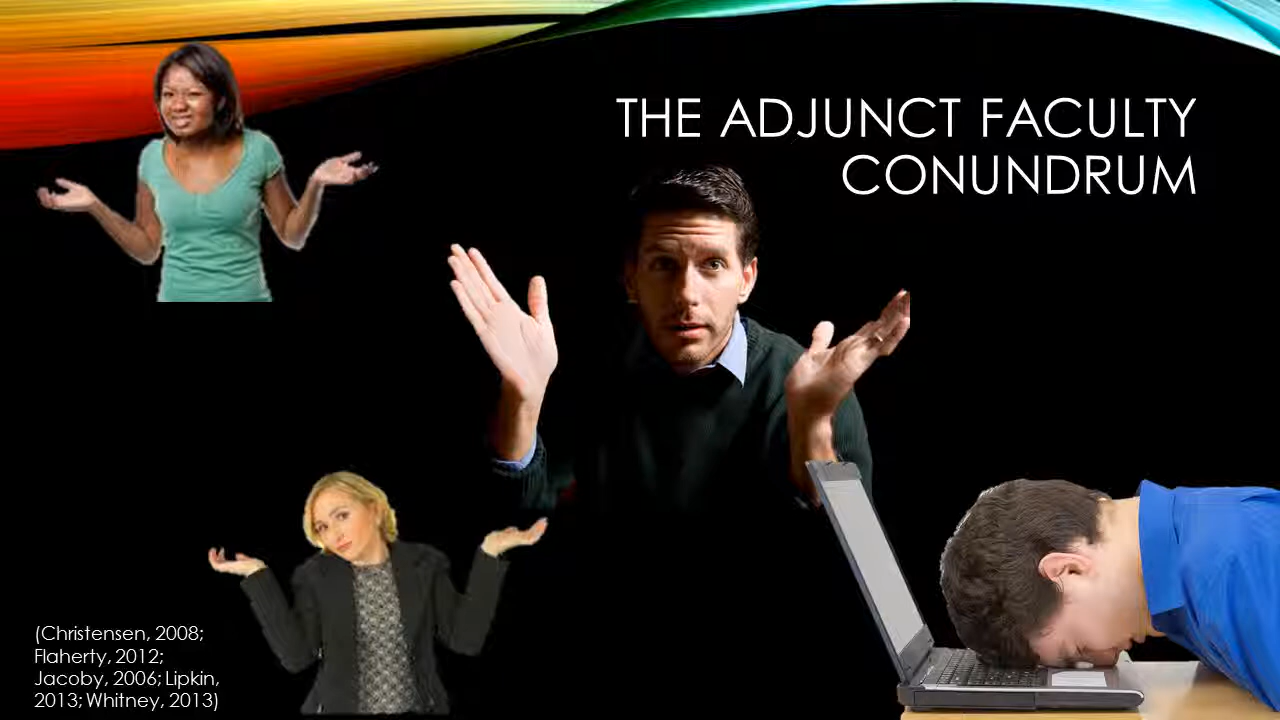 THE ADJUNCT FACULTY
CONUNDRUM
(Christensen, 2008;
Flaherty, 2012;
Jacoby, 2006; Lipkin,
2013; Whitney, 2013)